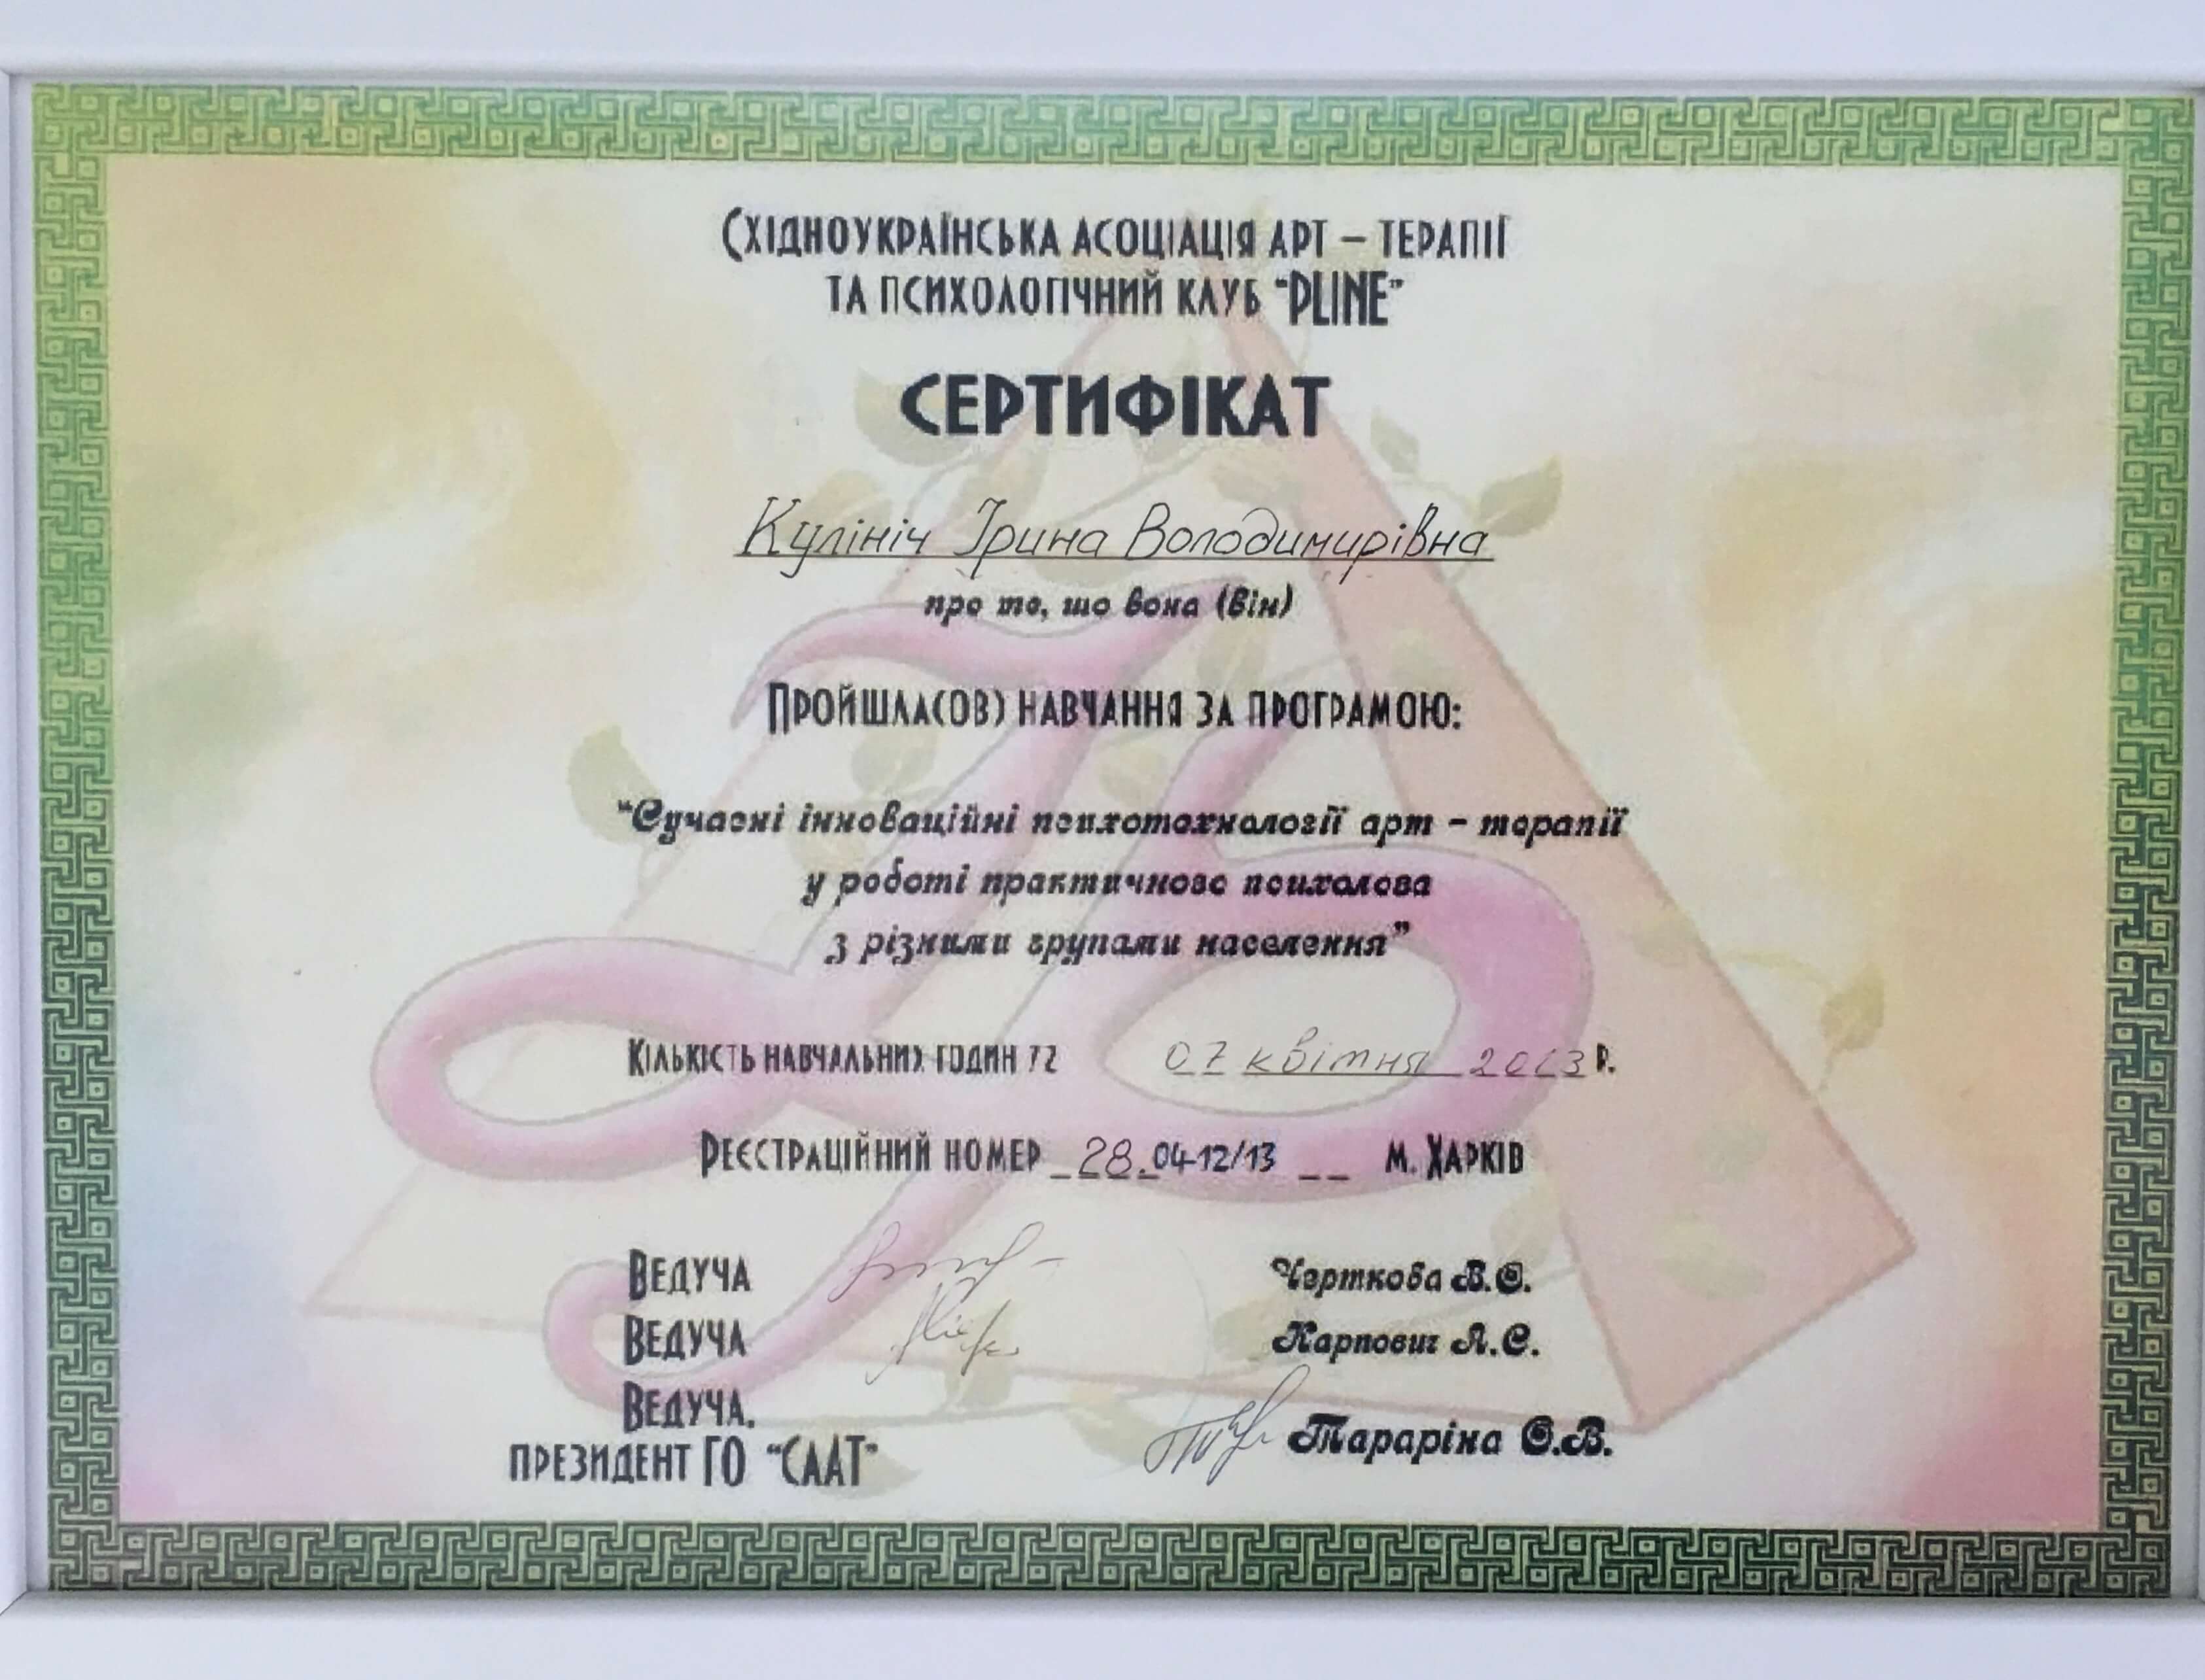 СХІДНОУКРАЇНСЬКА АСОЦІАЦІЯ АРТ – ТЕРАПІЇ
ТА ПСИХОЛОГІЧНИЙ КЛУБ "PLINE"
СЕРТИФІКАТ
Кулініч Ірина Володимирівна
про те, що вона (він)
ПРОЙШЛА(ОВ) НАВЧАННЯ ЗА ПРОГРАМОЮ:
"Сучасні інноваційні психотехнології арт – терапії
у роботі практичного психолога
з різними групами населення"
КІЛЬКІСТЬ НАВЧАЛЬНИХ ГОДИН 72 07 квітня 2013 Р.
РЕЄСТРАЦІЙНИЙ НОМЕР 28.04-12/13 М. ХАРКІВ
ВЕДУЧА Черткова В.О.
ВЕДУЧА Карпович Л.С.
ВЕДУЧА,
ПРЕЗИДЕНТ ГО "СААТ" Тараріна О.В.